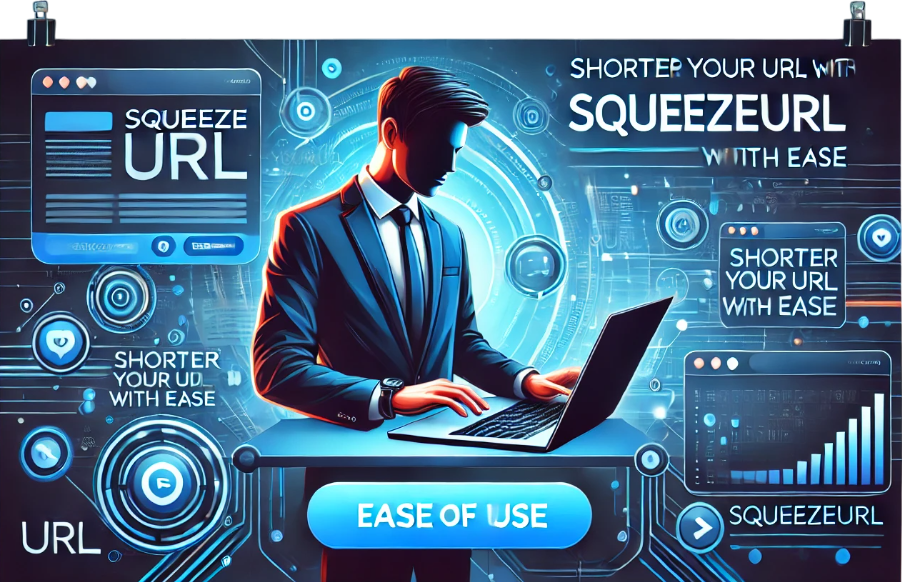 SQUEEZE
URL
SHORTER YOUR URL WITH
SQUEEZEURL
WITH EASE
SHORTER
YOUR URL
WITH EASE
SHORTER
YOUR UD
WITH EASE
EASE OF USE
SQUEEZEURL
URL